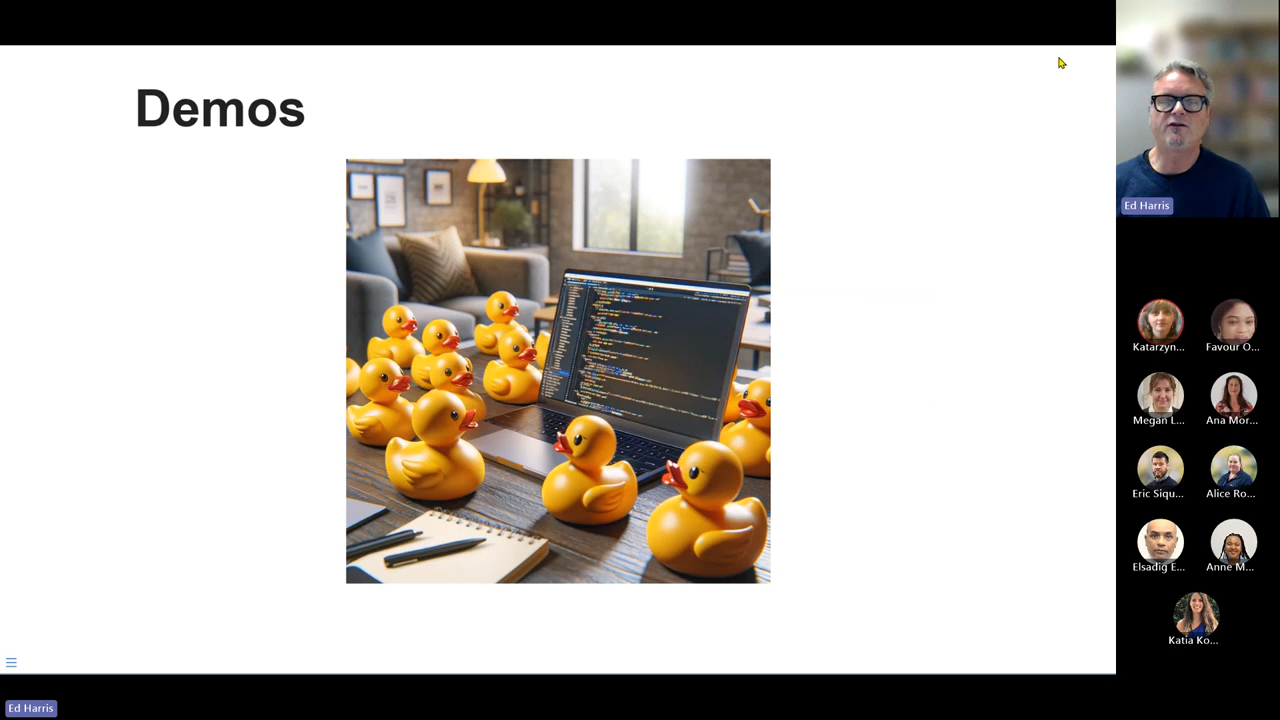 Demos
Ed Harris
Katarzyn...
Favour O...
Megan L...
Ana Mor...
Eric Siqu...
Alice Ro...
Elsadig E...
Anne M...
Katia Ko...
Ed Harris